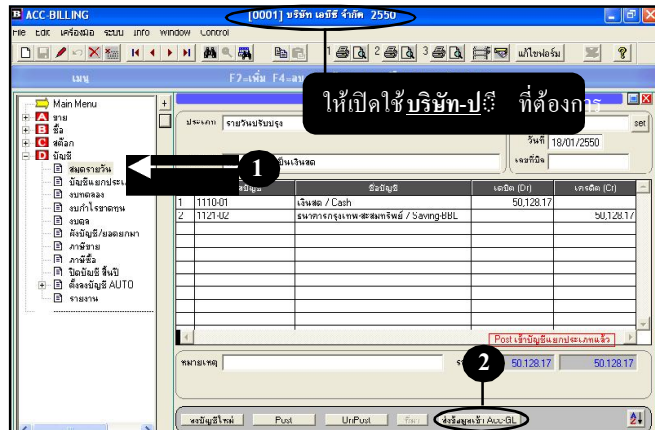 ACC-BILLING [0001] บริษัท เอบีซี จำกัด 2550
File Edit เครื่องมือ ระบบ Info Window Control
1 2 3 แก้ไขฟอร์ม
เมนู F2=เพิ่ม F4=ลบ
ให้เปิดใช้บริษัท-ปี ที่ต้องการ
Main Menu
A ขาย
B ซื้อ
C สต๊อก
D บัญชี
สมุดรายวัน
บัญชีแยกประเภท
งบทดลอง
งบกำไรขาดทุน
งบดุล
ผังบัญชี/ยอดยกมา
ภาษีขาย
ภาษีซื้อ
ปิดบัญชี สิ้นปี
ตั้งลงบัญชี AUTO
รายงาน
1
ประเภท รายวันปรับปรุง set
วันที่ 18/01/2550
เป็นเงินสด เลขที่บิล
ชื่อบัญชี เดบิต (Dr) เครดิต (Cr)
1 1110-01 เงินสด / Cash 50,128.17
2 1121-02 ธนาคารกรุงเทพ-สะสมทรัพย์ / Saving-BBL 50,128.17
Post เข้าบัญชีแยกประเภทแล้ว
หมายเหตุ 50,128.17 50,128.17
2
ลงบัญชีใหม่ Post UnPost ส่งข้อมูลเข้า Acc-GL